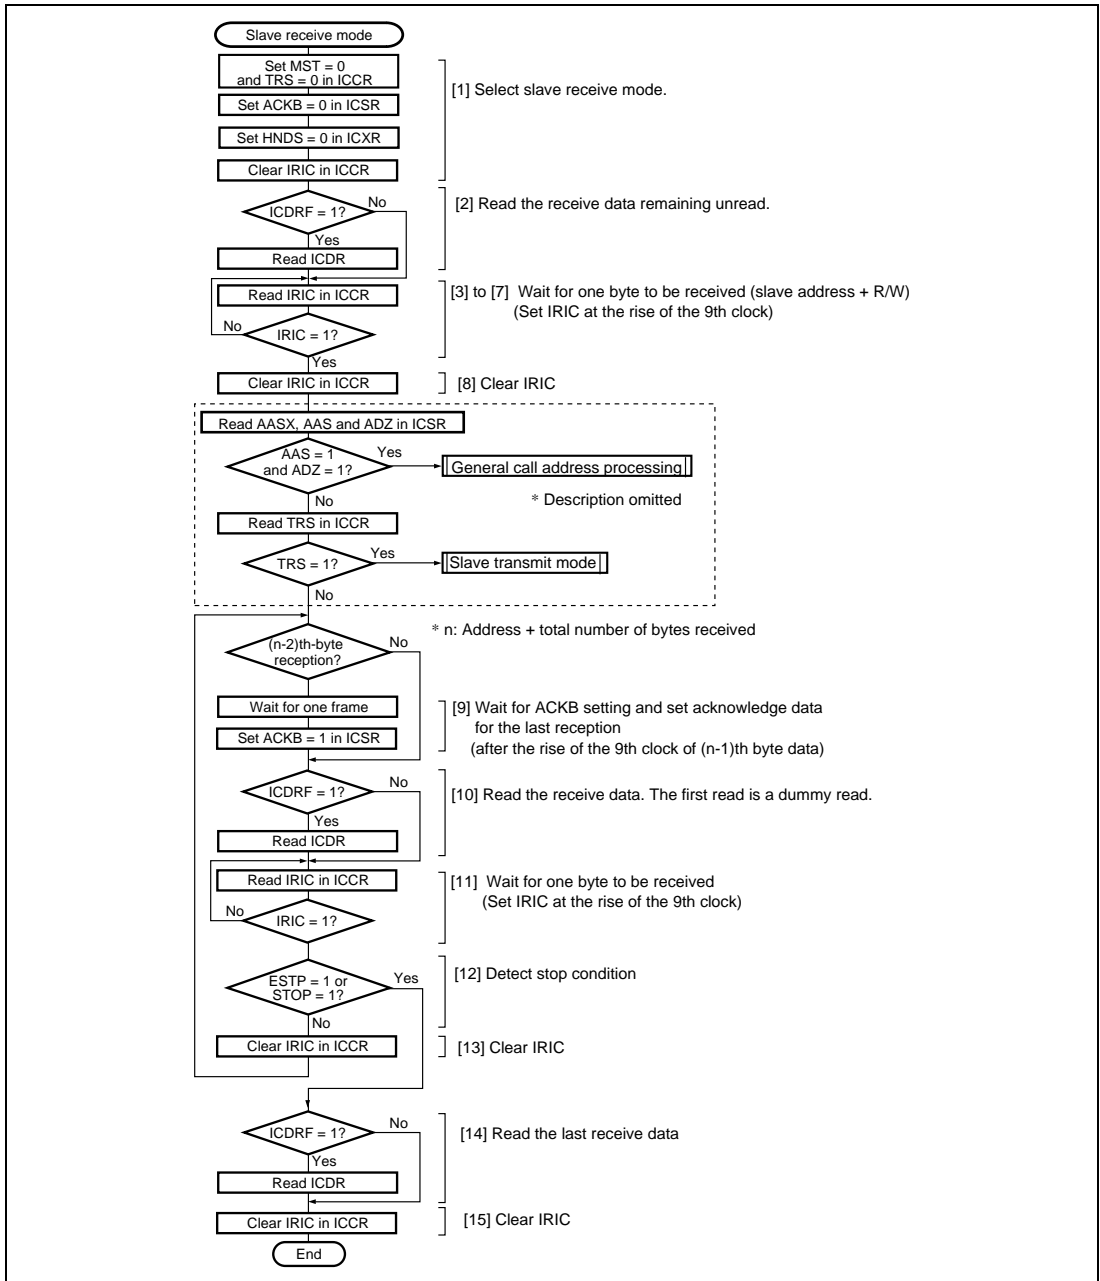 Slave receive mode
Set MST = 0
and TRS = 0 in ICCR
[1] Select slave receive mode.
Set ACKB = 0 in ICSR
Set HNDS = 0 in ICXR
Clear IRIC in ICCR
ICDRF = 1?
No
[2] Read the receive data remaining unread.
Yes
Read ICDR
Read IRIC in ICCR
[3] to [7] Wait for one byte to be received (slave address + R/W)
(Set IRIC at the rise of the 9th clock)
No
IRIC = 1?
Yes
Clear IRIC in ICCR
[8] Clear IRIC
Read AASX, AAS and ADZ in ICSR
AAS = 1
and ADZ = 1?
Yes
General call address processing
* Description omitted
No
Read TRS in ICCR
TRS = 1?
Yes
Slave transmit mode
No
* n: Address + total number of bytes received
(n-2)th-byte
reception?
No
Wait for one frame
[9] Wait for ACKB setting and set acknowledge data
for the last reception
(after the rise of the 9th clock of (n-1)th byte data)
Set ACKB = 1 in ICSR
ICDRF = 1?
No
[10] Read the receive data. The first read is a dummy read.
Yes
Read ICDR
Read IRIC in ICCR
[11] Wait for one byte to be received
(Set IRIC at the rise of the 9th clock)
No
IRIC = 1?
ESTP = 1 or
STOP = 1?
Yes
[12] Detect stop condition
No
Clear IRIC in ICCR
[13] Clear IRIC
ICDRF = 1?
No
[14] Read the last receive data
Yes
Read ICDR
Clear IRIC in ICCR
[15] Clear IRIC
End